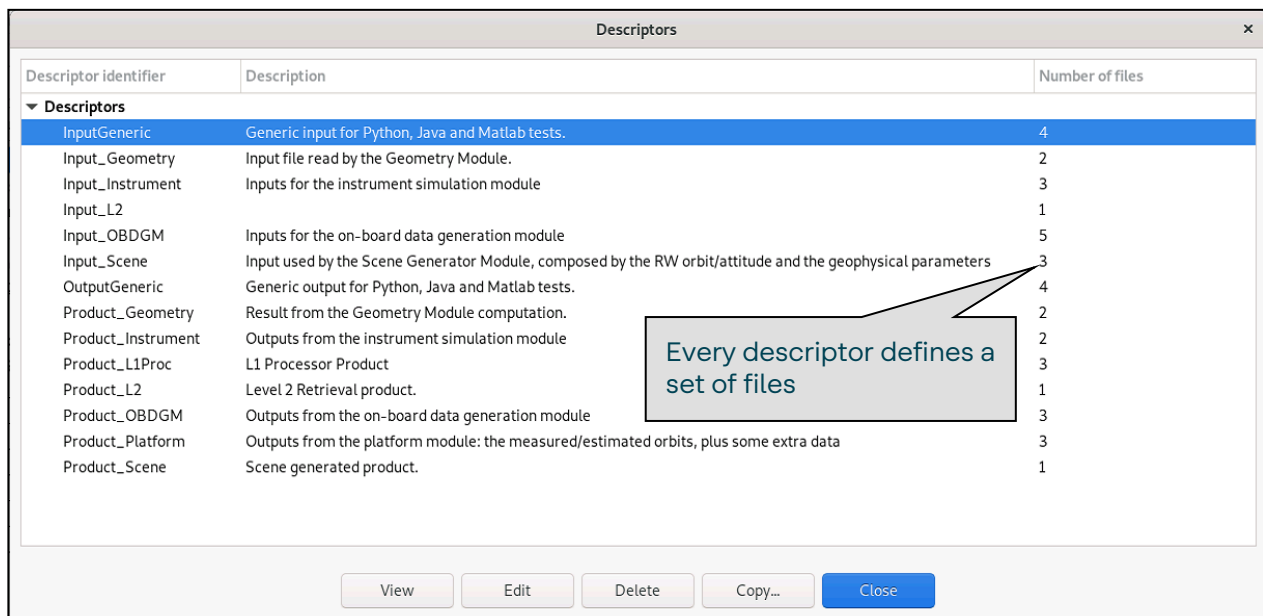 Descriptors ×
Descriptor identifier Description Number of files
Descriptors
InputGeneric Generic input for Python, Java and Matlab tests. 4
Input_Geometry Input file read by the Geometry Module. 2
Input_Instrument Inputs for the instrument simulation module 3
Input_L2 1
Input_OBDGM Inputs for the on-board data generation module 5
Input_Scene Input used by the Scene Generator Module, composed by the RW orbit/attitude and the geophysical parameters 3
OutputGeneric Generic output for Python, Java and Matlab tests. 4
Product_Geometry Result from the Geometry Module computation. 2
Product_Instrument Outputs from the instrument simulation module 2
Product_L1Proc L1 Processor Product 3
Product_L2 Level 2 Retrieval product. 1
Product_OBDGM Outputs from the on-board data generation module 3
Product_Platform Outputs from the platform module: the measured/estimated orbits, plus some extra data 3
Product_Scene Scene generated product. 1
Every descriptor defines a
set of files
View Edit Delete Copy... Close